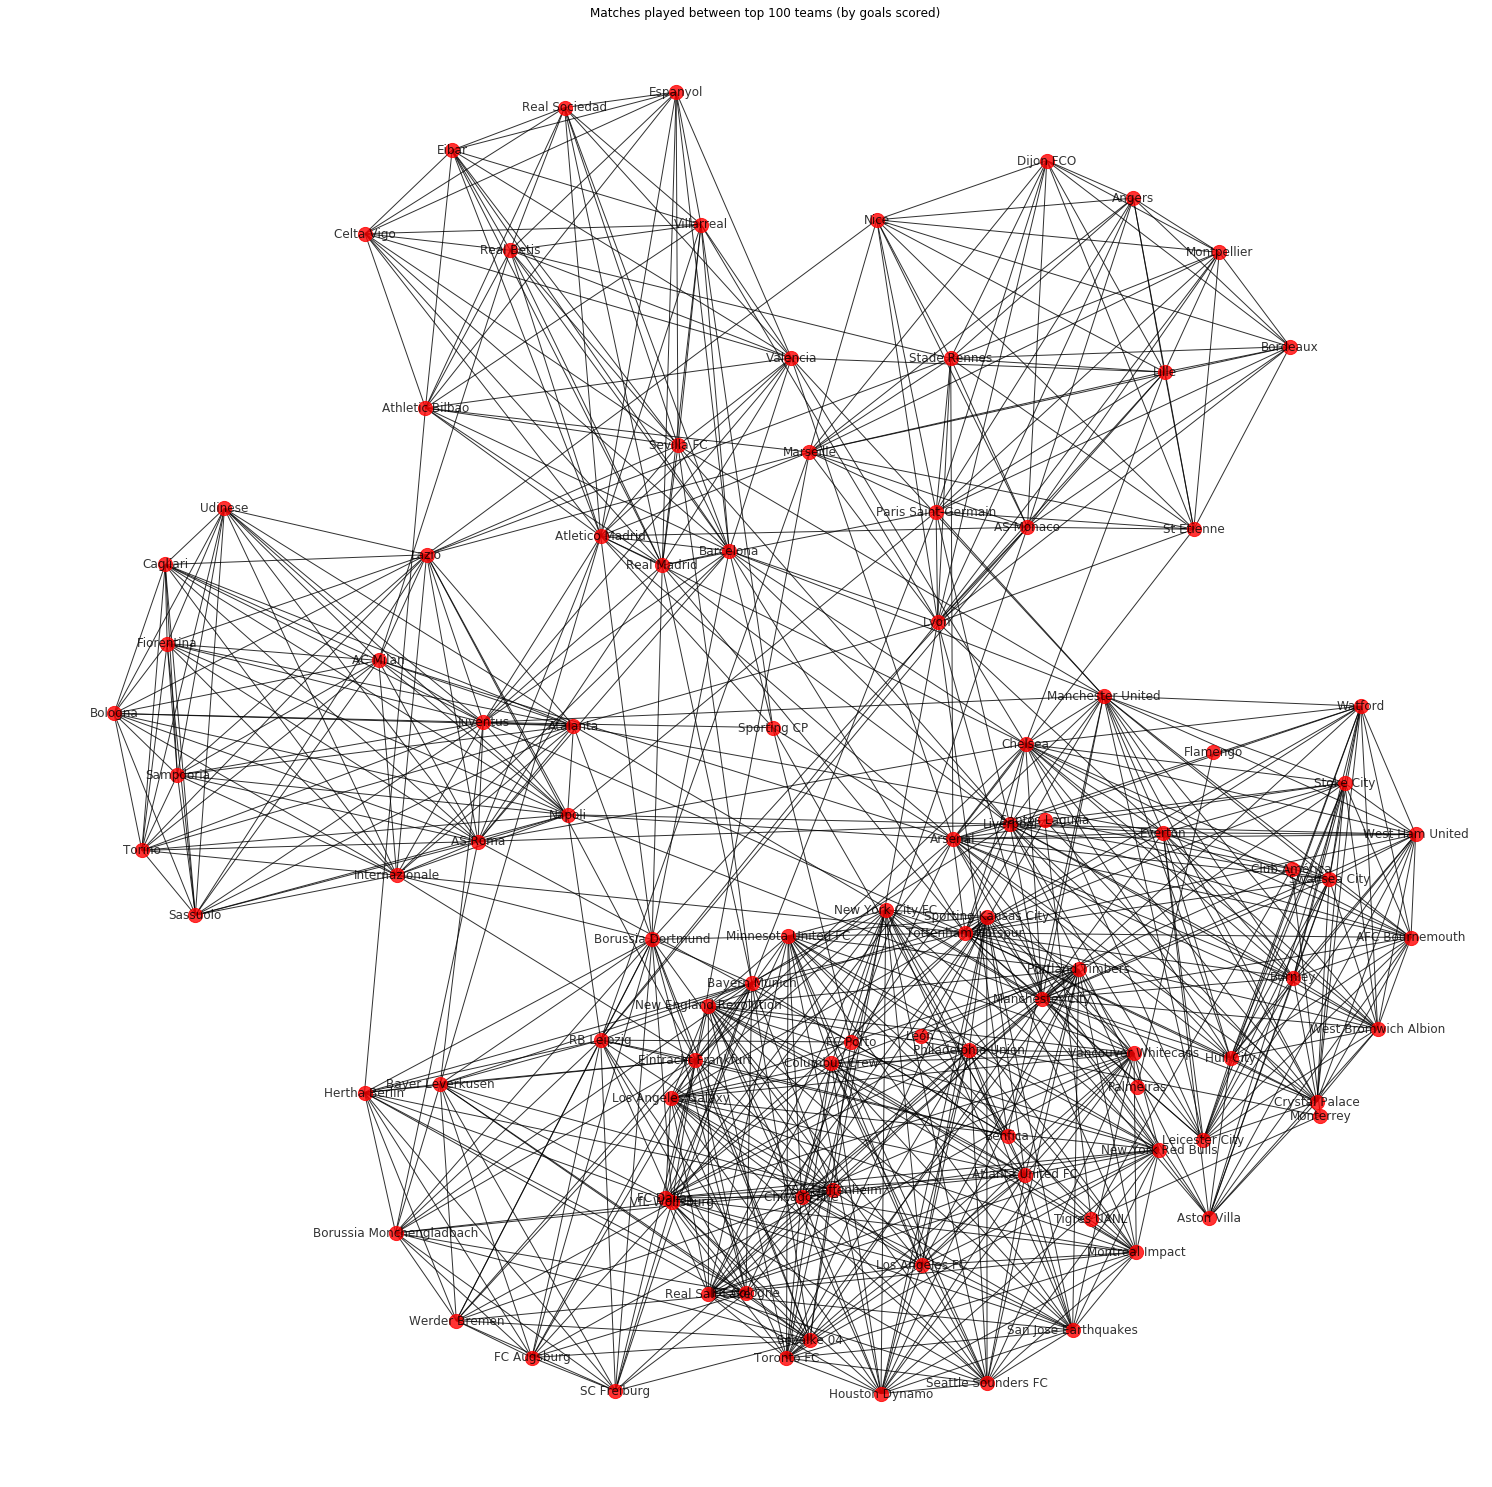 Matches played between top 100 teams (by goals scored)
Espanyol
Real Sociedad
Eibar
Dijon FCO
Angers
Nice
Villarreal
Celta Vigo
Real Betis
Montpellier
Bordeaux
Valencia
Stade Rennes
Lille
Athletic Bilbao
Sevilla FC
Marseille
Udinese
Paris Saint-Germain
AS Monaco
St Etienne
Atletico Madrid
Lazio
Barcelona
Cagliari
Real Madrid
Lyon
Fiorentina
AC Milan
Manchester United
Watford
Bologna
Juventus
Atalanta
Sporting CP
Chelsea
Flamengo
Sampdoria
Stoke City
Napoli
Liverpool
Santos Laguna
Everton
West Ham United
Arsenal
AS Roma
Torino
Club America
Internazionale
Swansea City
New York City FC
Sassuolo
Sporting Kansas City
Tottenham Hotspur
Minnesota United FC
Borussia Dortmund
AFC Bournemouth
Portland Timbers
Burnley
Bayern Munich
Manchester City
New England Revolution
West Bromwich Albion
Leon
RB Leipzig
FC Porto
Philadelphia Union
Vancouver Whitecaps
Hull City
Eintracht Frankfurt
Columbus Crew
Bayer Leverkusen
Palmeiras
Hertha Berlin
Los Angeles Galaxy
Crystal Palace
Monterrey
Benfica
Leicester City
New York Red Bulls
Atlanta United FC
FC Dallas
VfL Wolfsburg
Chicago Fire
TSG Hoffenheim
Tigres UANL
Aston Villa
Borussia Monchengladbach
Montreal Impact
Los Angeles FC
Real Salt Lake
FC Cologne
Werder Bremen
San Jose Earthquakes
Schalke 04
FC Augsburg
Toronto FC
Seattle Sounders FC
SC Freiburg
Houston Dynamo